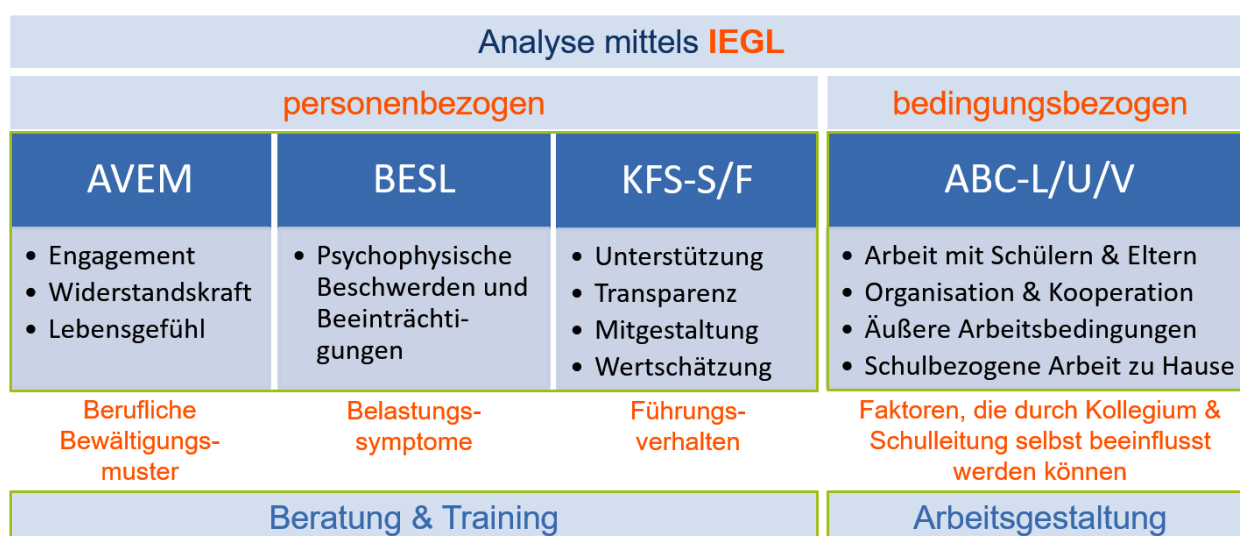 Analyse mittels IEGL
personenbezogen
bedingungsbezogen
AVEM
• Engagement
• Widerstandskraft
• Lebensgefühl
Berufliche
Bewältigungs-
muster
BESL
• Psychophysische
Beschwerden und
Beeinträchti-
gungen
Belastungs-
symptome
KFS-S/F
• Unterstützung
• Transparenz
• Mitgestaltung
• Wertschätzung
Führungs-
verhalten
ABC-L/U/V
• Arbeit mit Schülern & Eltern
• Organisation & Kooperation
• Äußere Arbeitsbedingungen
• Schulbezogene Arbeit zu Hause
Faktoren, die durch Kollegium &
Schulleitung selbst beeinflusst
werden können
Beratung & Training
Arbeitsgestaltung